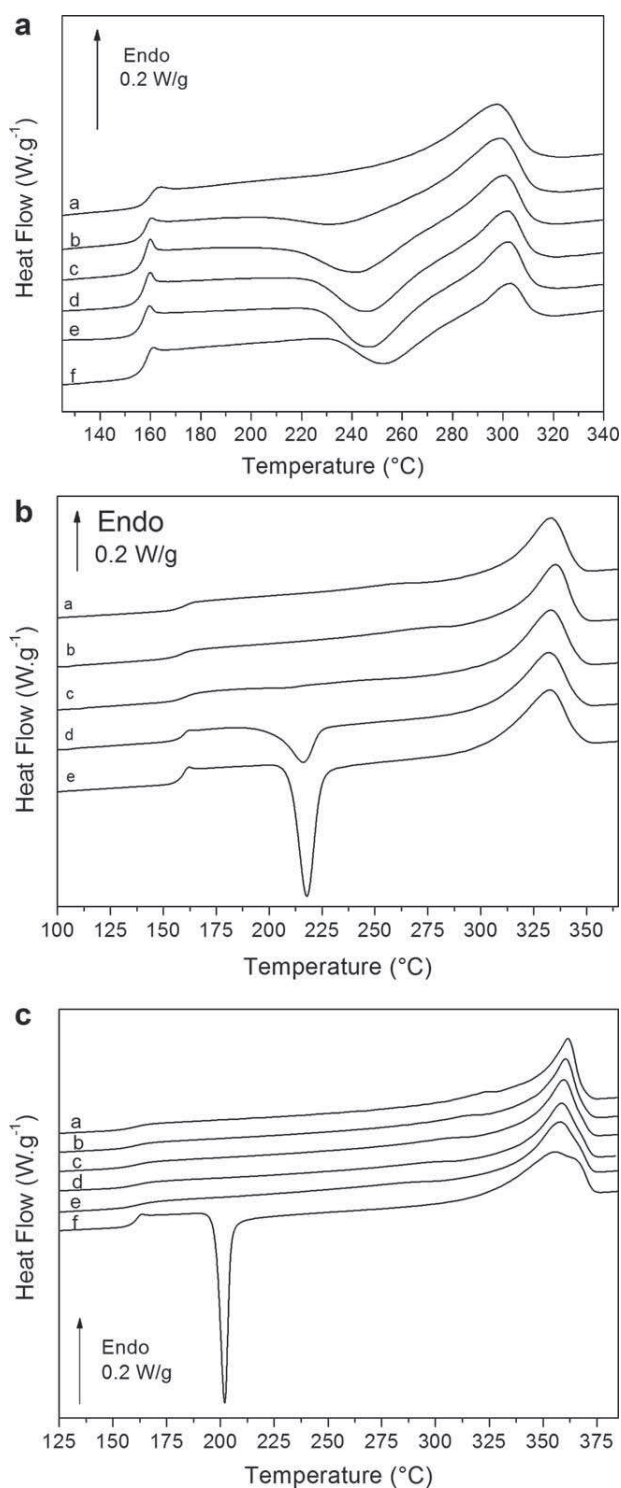 a
Endo
0.2 W/g
Heat Flow (W.g⁻¹)
a
b
c
d
e
f
140 160 180 200 220 240 260 280 300 320 340
Temperature (°C)
b
Endo
0.2 W/g
Heat Flow (W.g⁻¹)
a
b
c
d
e
100 125 150 175 200 225 250 275 300 325 350
Temperature (°C)
c
Heat Flow (W.g⁻¹)
a
b
c
d
e
f
Endo
0.2 W/g
125 150 175 200 225 250 275 300 325 350 375
Temperature (°C)